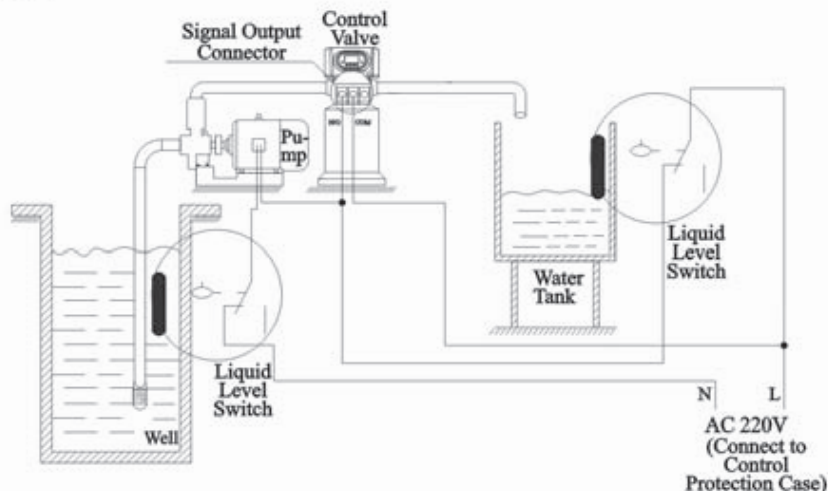 Signal Output
Connector
Control
Valve
Pu-
mp
COM
Liquid
Level
Switch
Water
Tank
Liquid
Level
Switch
Well
N
L
AC 220V
(Connect to
Control
Protection Case)